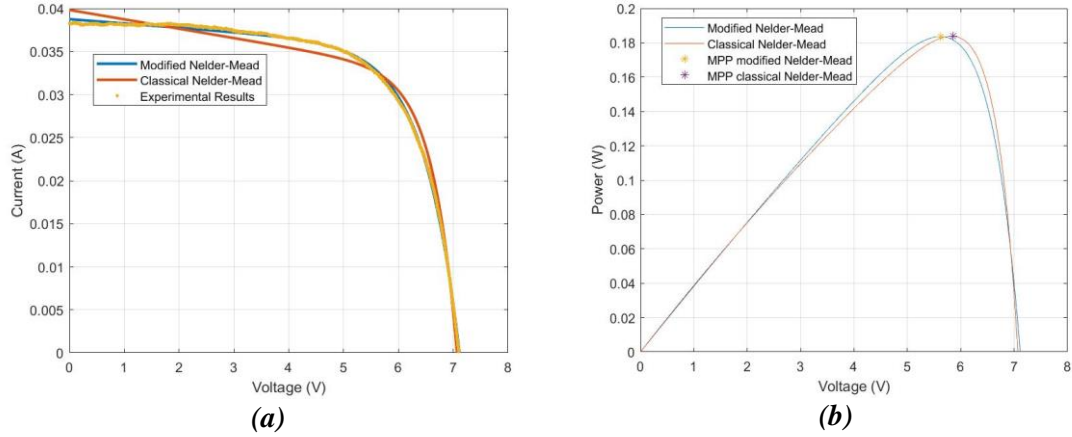 0.04
0.035
0.03
0.025
0.02
0.015
0.01
0.005
0
Current (A)
Modified Nelder-Mead
Classical Nelder-Mead
Experimental Results
0 1 2 3 4 5 6 7 8
Voltage (V)
(a)
0.2
0.18
0.16
0.14
0.12
0.1
0.08
0.06
0.04
0.02
0
Power (W)
Modified Nelder-Mead
Classical Nelder-Mead
MPP modified Nelder-Mead
MPP classical Nelder-Mead
0 1 2 3 4 5 6 7 8
Voltage (V)
(b)